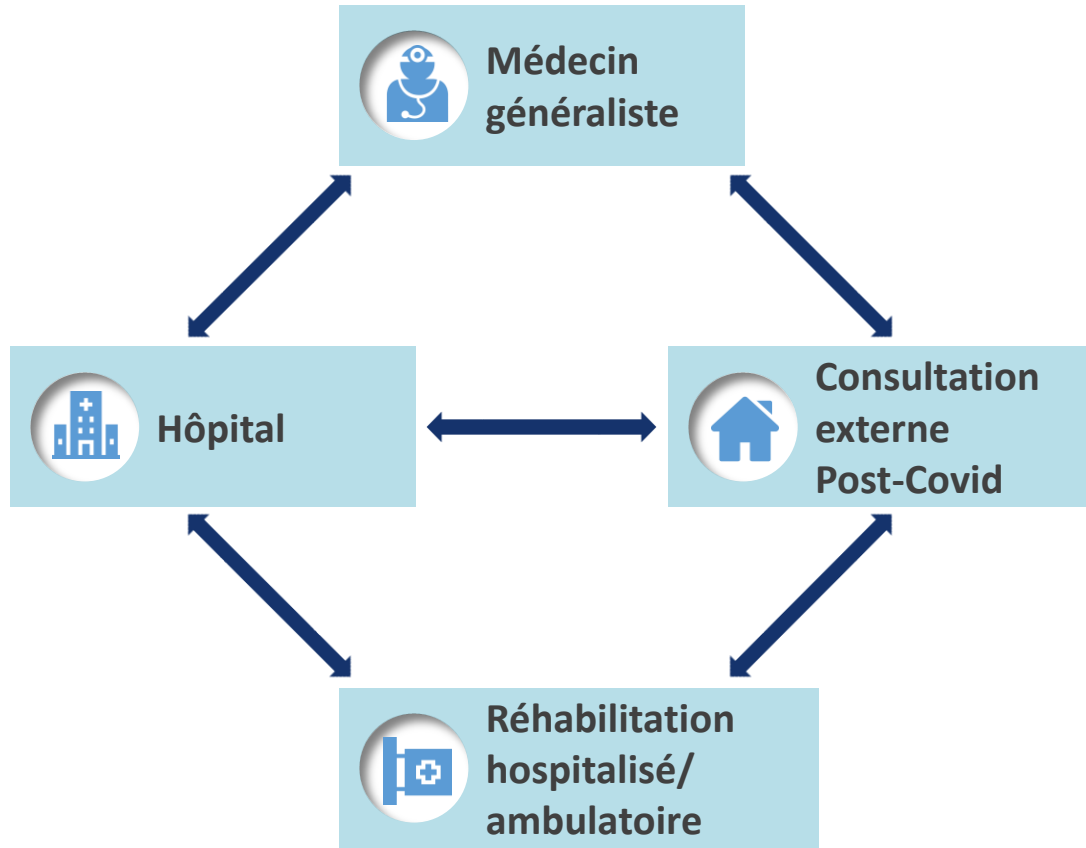 Médecin
généraliste
Hôpital
Consultation
externe
Post-Covid
Réhabilitation
hospitalisé/
ambulatoire